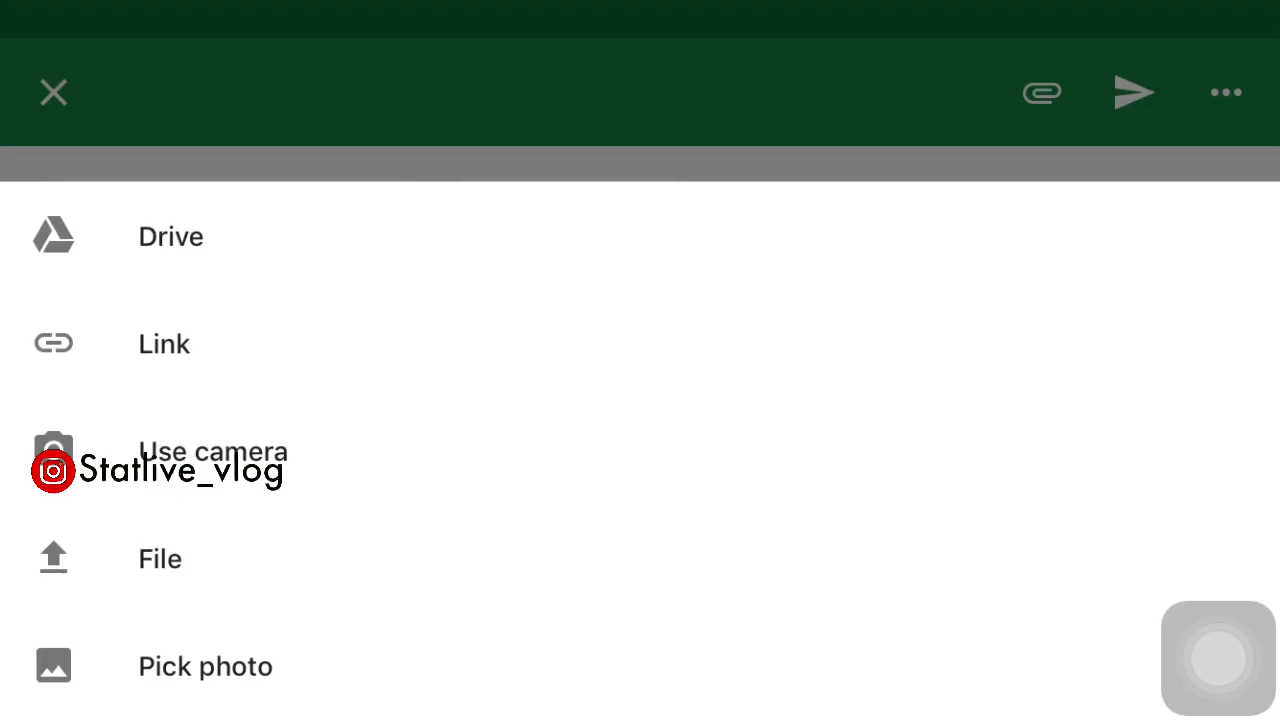 Drive
Link
Use camera
Statlive_vlog
File
Pick photo